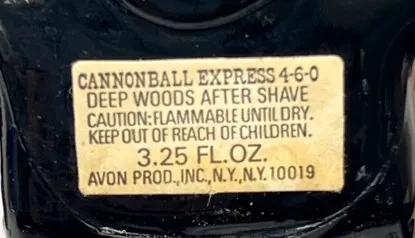 CANNONBALL EXPRESS 4-6-0
DEEP WOODS AFTER SHAVE
CAUTION: FLAMMABLE UNTIL DRY.
KEEP OUT OF REACH OF CHILDREN.
3.25 FL.OZ.
AVON PROD., INC., N.Y., N.Y. 10019